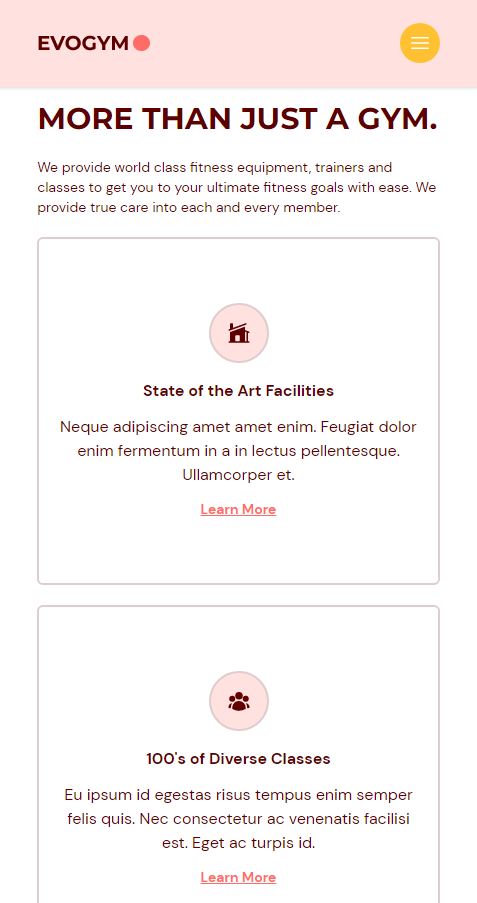 EVOGYM
MORE THAN JUST A GYM.
We provide world class fitness equipment, trainers and
classes to get you to your ultimate fitness goals with ease. We
provide true care into each and every member.
State of the Art Facilities
Neque adipiscing amet amet enim. Feugiat dolor
enim fermentum in a in lectus pellentesque.
Ullamcorper et.
Learn More
100's of Diverse Classes
Eu ipsum id egestas risus tempus enim semper
felis quis. Nec consectetur ac venenatis facilisi
est. Eget ac turpis id.
Learn More